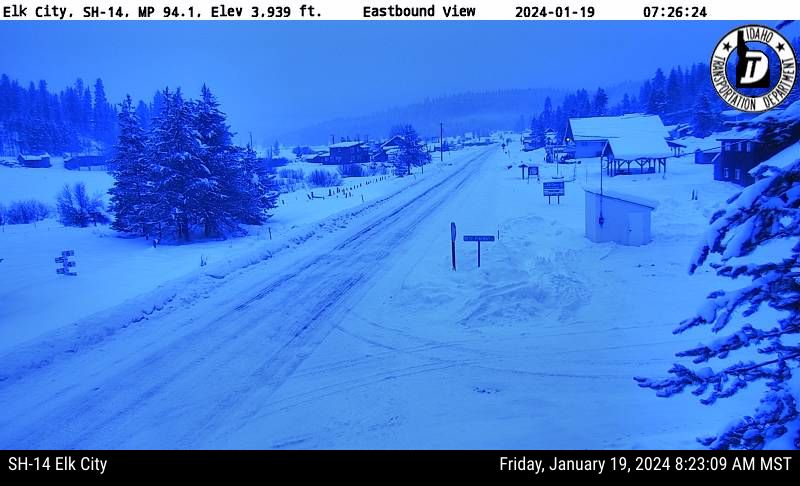 Elk City, SH-14, MP 94.1, Elev 3,939 ft. Eastbound View 2024-01-19 07:26:24
IDAHO
TRANSPORTATION DEPARTMENT
SH-14 Elk City Friday, January 19, 2024 8:23:09 AM MST